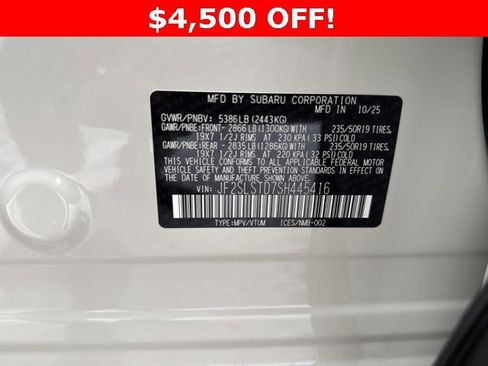 $4,500 OFF!
MFD. BY SUBARU CORPORATION 10/25
GVWR/PNBV: 5386LB(2443KG)
GAWR/PNBE:FRONT- 2866LB(1300KG)WITH 235/50R19 TIRES,
19X7 1/2J RIMS AT 230 KPA(33 PSI)COLD
GAWR/PNBE:REAR - 2835LB(1286KG)WITH 235/50R19 TIRES,
19X7 1/2J RIMS AT 220 KPA(32 PSI)COLD
THIS VEHICLE CONFORMS TO ALL APPLICABLE FEDERAL MOTOR
VEHICLE SAFETY AND THEFT PREVENTION STANDARDS IN EFFECT
ON THE DATE OF MANUFACTURE SHOWN ABOVE.
VIN: JF2SLSTD7SH445416
TYPE:MPV/VTUM ICES/NMB-002